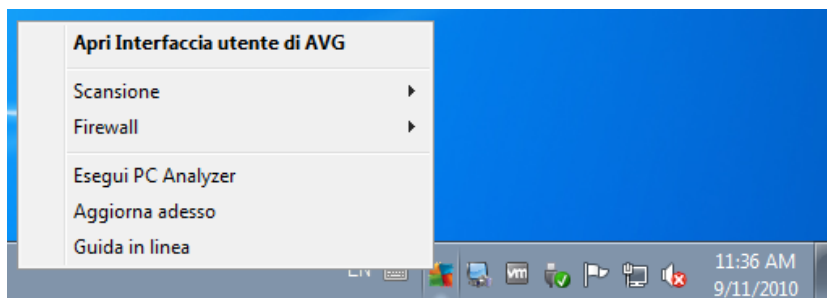 Apri Interfaccia utente di AVG
Scansione
Firewall
Esegui PC Analyzer
Aggiorna adesso
Guida in linea
EN
vm
11:36 AM
9/11/2010